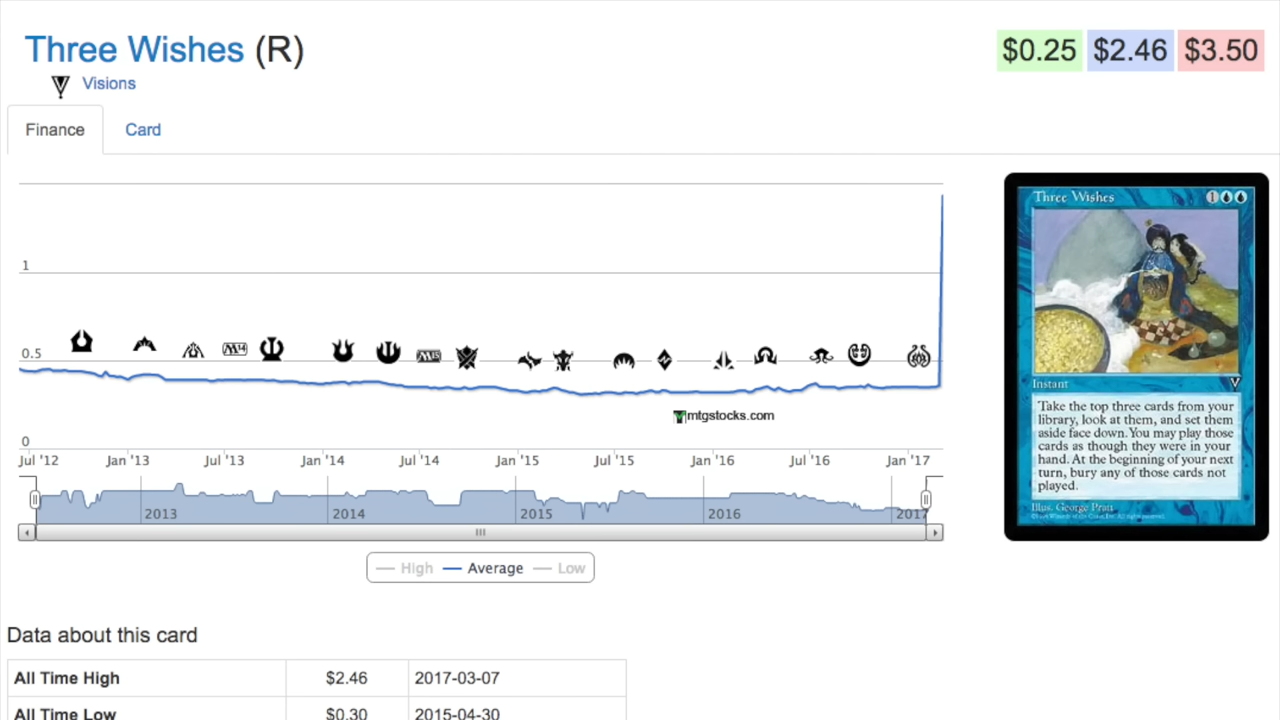 Three Wishes (R)
$0.25 $2.46 $3.50
Visions
Finance Card
1
0.5
0
M14
M15
mtgstocks.com
Jul '12 Jan '13 Jul '13 Jan '14 Jul '14 Jan '15 Jul '15 Jan '16 Jul '16 Jan '17
2013 2014 2015 2016 2017
High Average Low
Three Wishes 1
Instant
Take the top three cards from your
library, look at them, and set them
aside face down. You may play those
cards as though they were in your
hand. At the beginning of your next
turn, bury any of those cards not
played.
Illus. George Pratt
Data about this card
All Time High $2.46 2017-03-07
All Time Low $0.30 2015-04-30